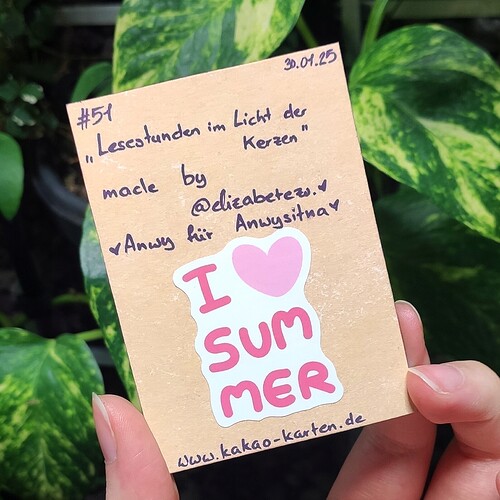 #51
30.01.25
„Lesestunden im Licht der
Kerzen"
made by
@elizabetezs.♥
♥Anwy für Anwysitna♥
I ♥
SUM
MER
www.kakao-karten.de